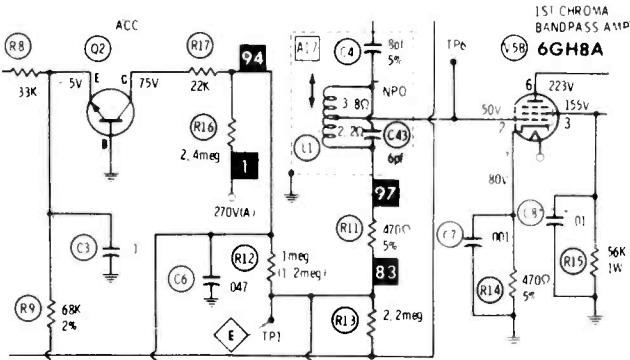 1ST CHROMA
BANDPASS AMP
V5B 6GH8A
ACC
R8
Q2
R17
94
A17
C4
8pf
5%
TP6
6
223V
E
C
5V
75V
33K
22K
NPO
3.8Ω
2.2Ω
C43
6pf
L1
50V
2
155V
3
B
R16
2.4meg
1
270V(A)
97
80V
C3
1
R11
470Ω
5%
C7
.001
C8
.01
R12
1meg
(1.2meg)
C6
.047
83
R14
470Ω
5%
R15
56K
1W
R9
68K
2%
E
TP1
R13
2.2meg